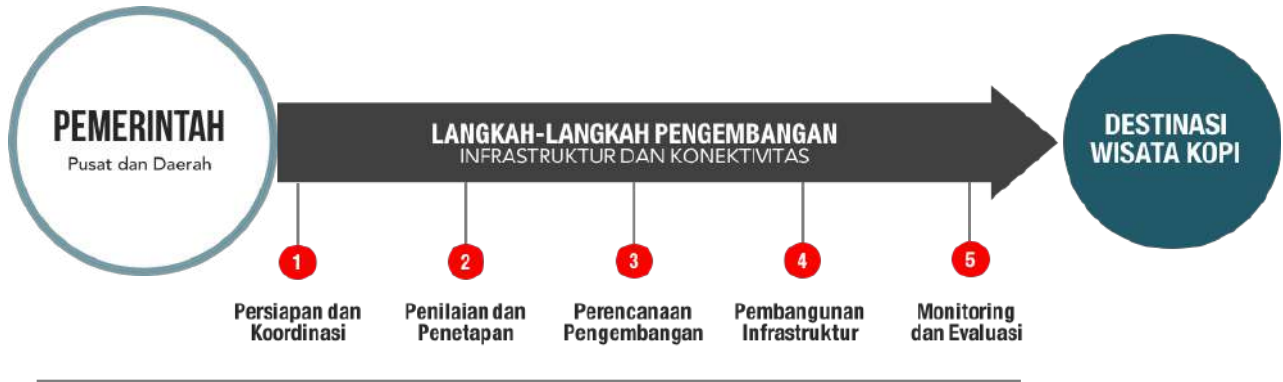 PEMERINTAH
Pusat dan Daerah
LANGKAH-LANGKAH PENGEMBANGAN
INFRASTRUKTUR DAN KONEKTIVITAS
DESTINASI
WISATA KOPI
1
Persiapan dan
Koordinasi
2
Penilaian dan
Penetapan
3
Perencanaan
Pengembangan
4
Pembangunan
Infrastruktur
5
Monitoring
dan Evaluasi